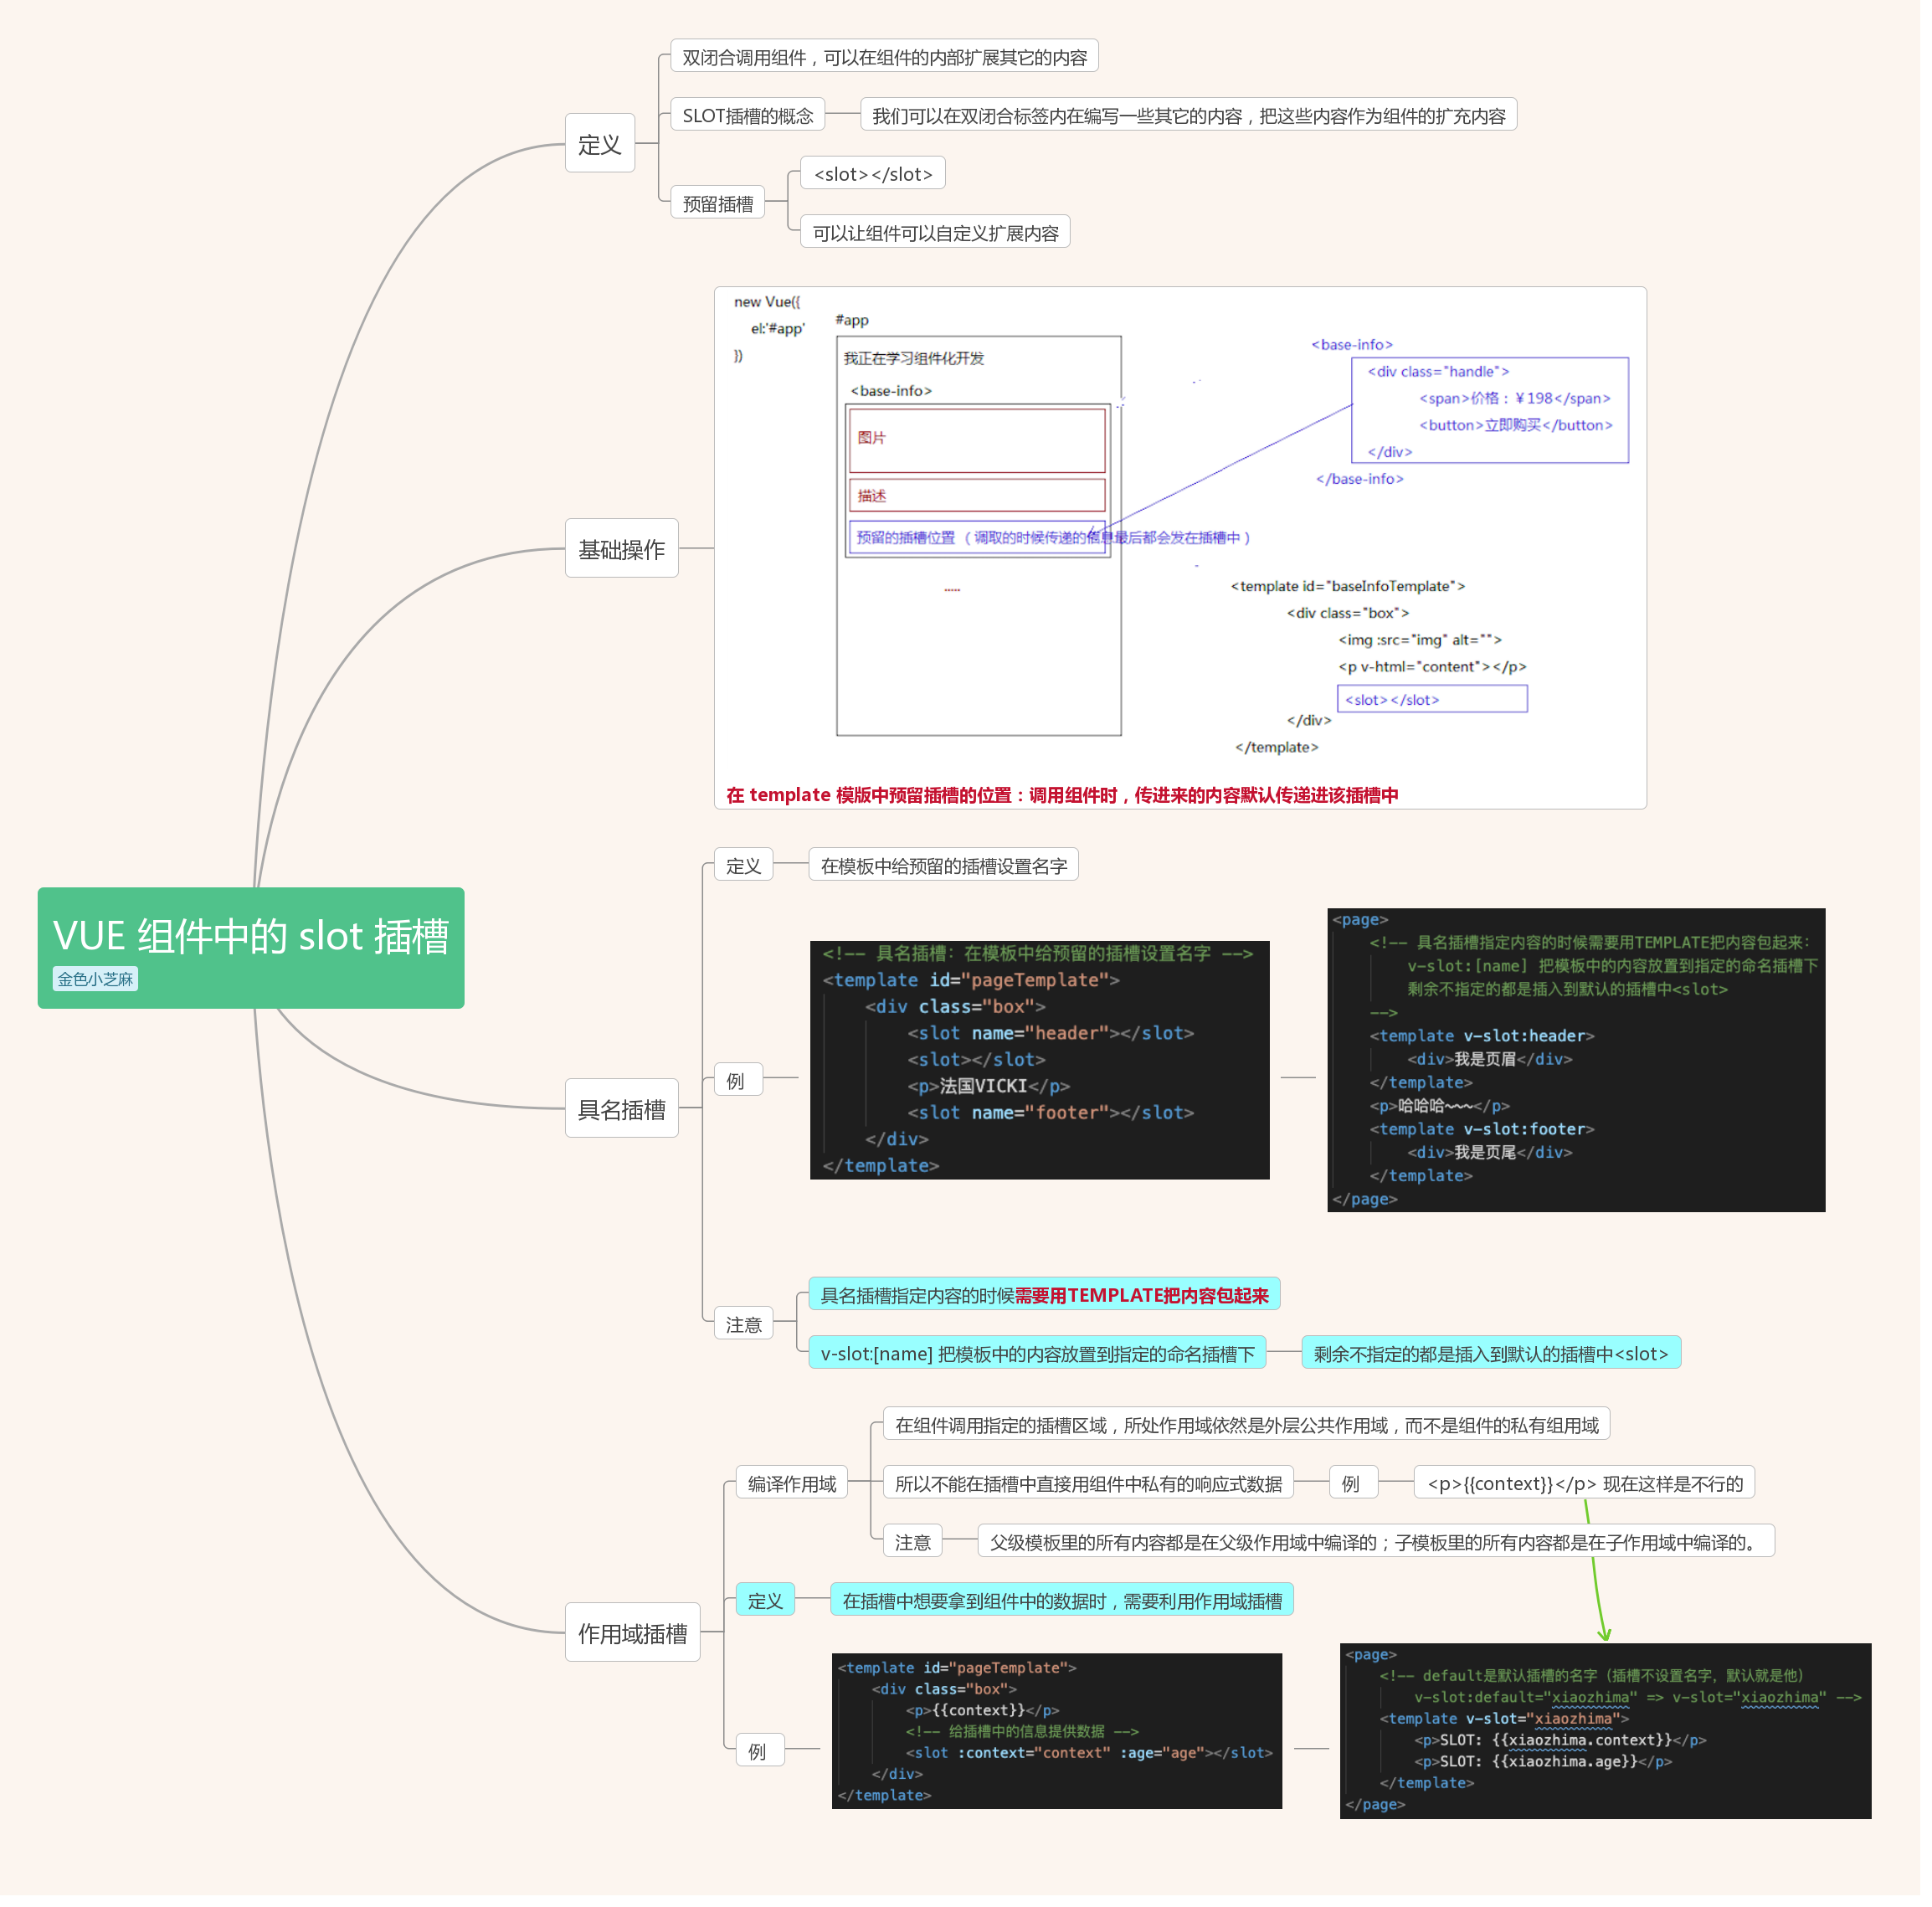 VUE 组件中的 slot 插槽
金色小芝麻
定义
双闭合调用组件，可以在组件的内部扩展其它的内容
SLOT插槽的概念
我们可以在双闭合标签内在编写一些其它的内容，把这些内容作为组件的扩充内容
预留插槽
<slot></slot>
可以让组件可以自定义扩展内容
基础操作
new Vue({
el:'#app'
})
#app
我正在学习组件化开发
<base-info>
图片
描述
预留的插槽位置 （ 调取的时候传递的信息最后都会发在插槽中 ）
.....
<base-info>
<div class="handle">
<span>价格：¥198</span>
<button>立即购买</button>
</div>
</base-info>
<template id="baseInfoTemplate">
<div class="box">
<img :src="img" alt="">
<p v-html="content"></p>
<slot></slot>
</div>
</template>
在 template 模版中预留插槽的位置：调用组件时，传进来的内容默认传递进该插槽中
具名插槽
定义
在模板中给预留的插槽设置名字
例
<!-- 具名插槽：在模板中给预留的插槽设置名字 -->
<template id="pageTemplate">
<div class="box">
<slot name="header"></slot>
<slot></slot>
<p>法国VICKI</p>
<slot name="footer"></slot>
</div>
</template>
<page>
<!-- 具名插槽指定内容的时候需要用TEMPLATE把内容包起来：
v-slot:[name] 把模板中的内容放置到指定的命名插槽下
剩余不指定的都是插入到默认的插槽中<slot>
-->
<template v-slot:header>
<div>我是页眉</div>
</template>
<p>哈哈哈~~~</p>
<template v-slot:footer>
<div>我是页尾</div>
</template>
</page>
注意
具名插槽指定内容的时候需要用TEMPLATE把内容包起来
v-slot:[name] 把模板中的内容放置到指定的命名插槽下
剩余不指定的都是插入到默认的插槽中<slot>
作用域插槽
编译作用域
在组件调用指定的插槽区域，所处作用域依然是外层公共作用域，而不是组件的私有组用域
所以不能在插槽中直接用组件中私有的响应式数据
例
<p>{{context}}</p> 现在这样是不行的
注意
父级模板里的所有内容都是在父级作用域中编译的；子模板里的所有内容都是在子作用域中编译的。
定义
在插槽中想要拿到组件中的数据时，需要利用作用域插槽
例
<template id="pageTemplate">
<div class="box">
<p>{{context}}</p>
<!-- 给插槽中的信息提供数据 -->
<slot :context="context" :age="age"></slot>
</div>
</template>
<page>
<!-- default是默认插槽的名字（插槽不设置名字，默认就是他）
v-slot:default="xiaozhima" => v-slot="xiaozhima" -->
<template v-slot="xiaozhima">
<p>SLOT: {{xiaozhima.context}}</p>
<p>SLOT: {{xiaozhima.age}}</p>
</template>
</page>